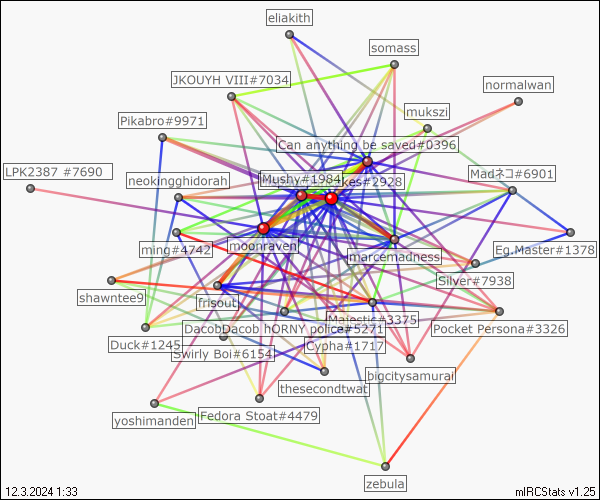 eliakith
somass
JKOUYH VIII#7034
normalwan
mukszi
Pikabro#9971
Can anything be saved#0396
LPK2387 #7690
neokingghidorah
Mushy#1984
kes#2928
Madネコ#6901
ming#4742
moonraven
marcemadness
Eg.Master#1378
Silver#7938
shawntee9
frisout
Majestic#3375
Pocket Persona#3326
DacobDacob
hORNY police#5271
Duck#1245
Swirly Boi#6154
Cypha#1717
bigcitysamurai
thesecondtwat
yoshimanden
Fedora Stoat#4479
zebula
12.3.2024 1:33
mIRCStats v1.25